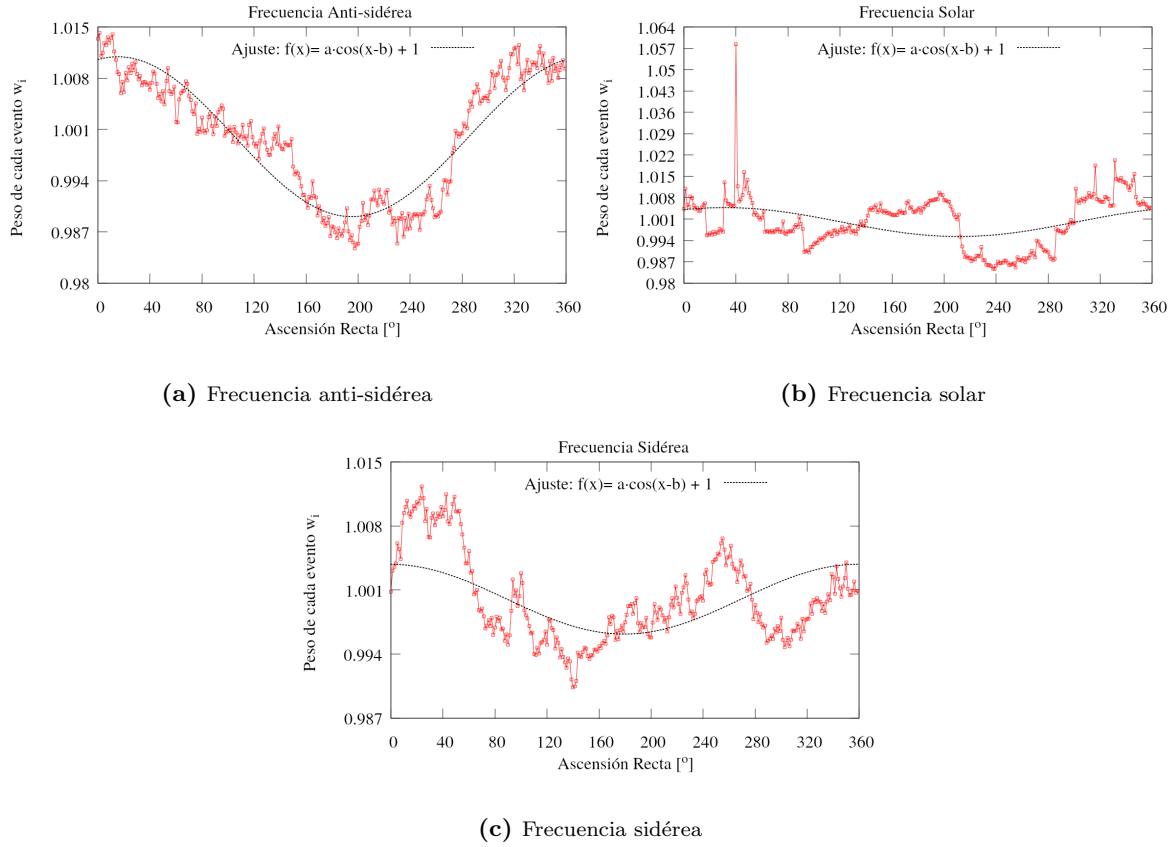 Frecuencia Anti-sidérea
Ajuste: f(x)= a·cos(x-b) + 1
Peso de cada evento wi
1.015
1.008
1.001
0.994
0.987
0.98
0 40 80 120 160 200 240 280 320 360
Ascensión Recta [o]
(a) Frecuencia anti-sidérea
Frecuencia Solar
Ajuste: f(x)= a·cos(x-b) + 1
Peso de cada evento wi
1.064
1.057
1.05
1.043
1.036
1.029
1.022
1.015
1.008
1.001
0.994
0.987
0.98
0 40 80 120 160 200 240 280 320 360
Ascensión Recta [o]
(b) Frecuencia solar
Frecuencia Sidérea
Ajuste: f(x)= a·cos(x-b) + 1
Peso de cada evento wi
1.015
1.008
1.001
0.994
0.987
0 40 80 120 160 200 240 280 320 360
Ascensión Recta [o]
(c) Frecuencia sidérea